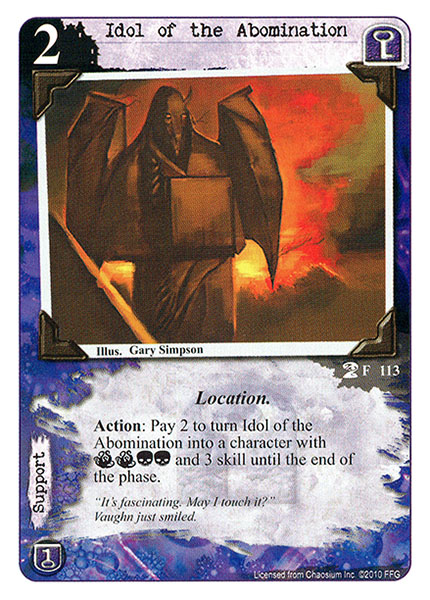 2
Idol of the Abomination
Illus. Gary Simpson
F 113
Location.
Action: Pay 2 to turn Idol of the
Abomination into a character with
and 3 skill until the end of
the phase.
"It's fascinating. May I touch it?"
Vaughn just smiled.
Support
1
Licensed from Chaosium Inc. ©2010 FFG